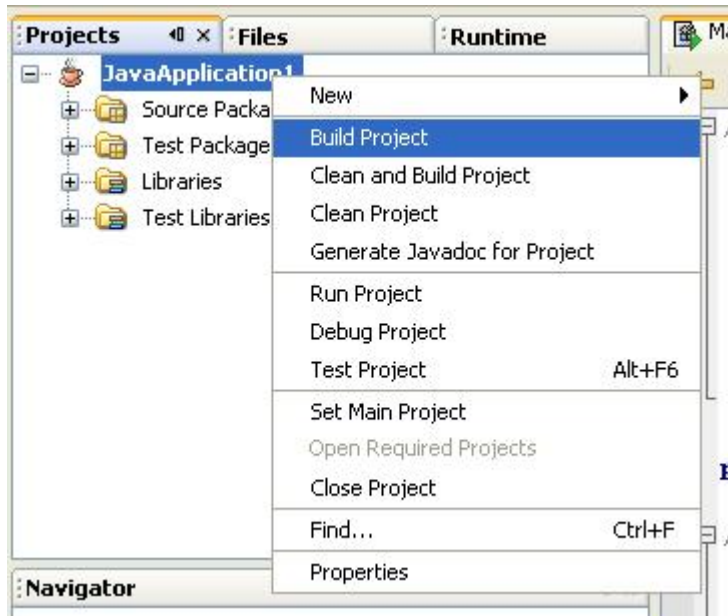 Projects
Files
Runtime
JavaApplication1
New
Source Packa
Build Project
Test Package
Clean and Build Project
Libraries
Clean Project
Test Libraries
Generate Javadoc for Project
Run Project
Debug Project
Test Project Alt+F6
Set Main Project
Open Required Projects
Close Project
Find... Ctrl+F
Properties
Navigator